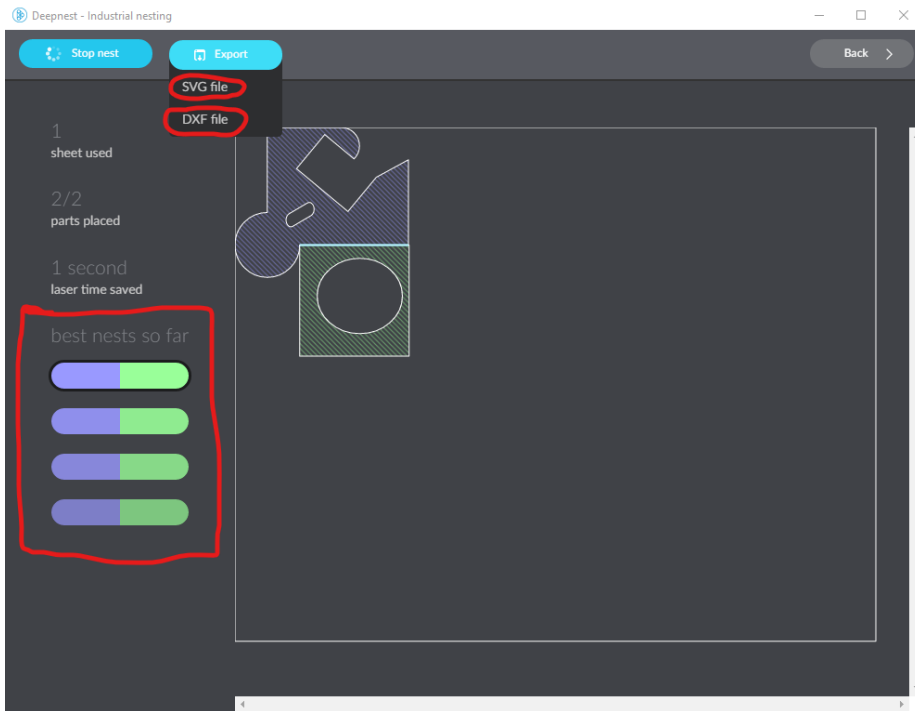 Deepnest - Industrial nesting
Stop nest
Export
Back
SVG file
DXF file
1
sheet used
2/2
parts placed
1 second
laser time saved
best nests so far